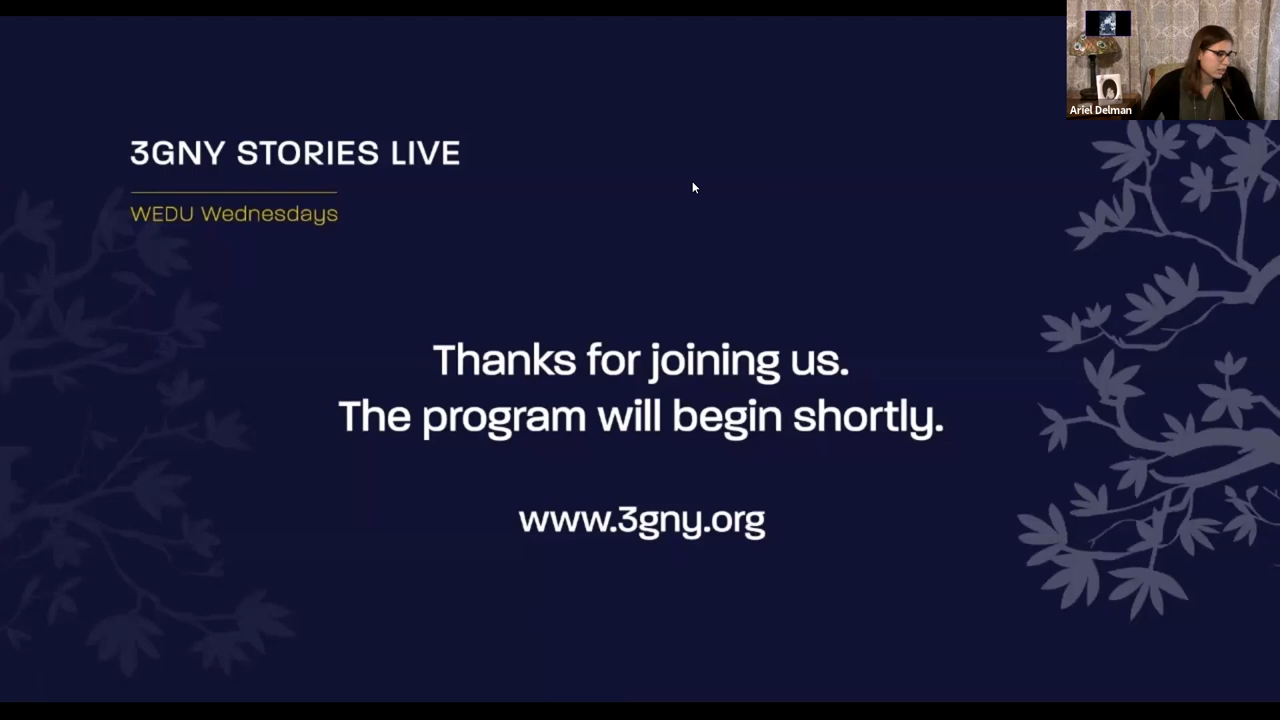 3GNY STORIES LIVE
WEDU Wednesdays
Thanks for joining us.
The program will begin shortly.
www.3gny.org
Ariel Delman